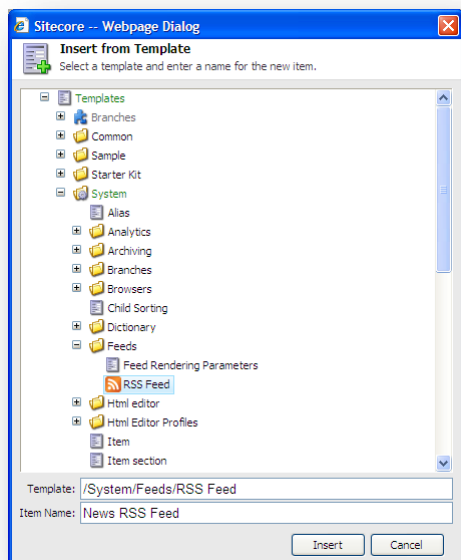 Sitecore -- Webpage Dialog
Insert from Template
Select a template and enter a name for the new item.
Templates
Branches
Common
Sample
Starter Kit
System
Alias
Analytics
Archiving
Branches
Browsers
Child Sorting
Dictionary
Feeds
Feed Rendering Parameters
RSS Feed
Html editor
Html Editor Profiles
Item
Item section
Template: /System/Feeds/RSS Feed
Item Name: News RSS Feed
Insert Cancel